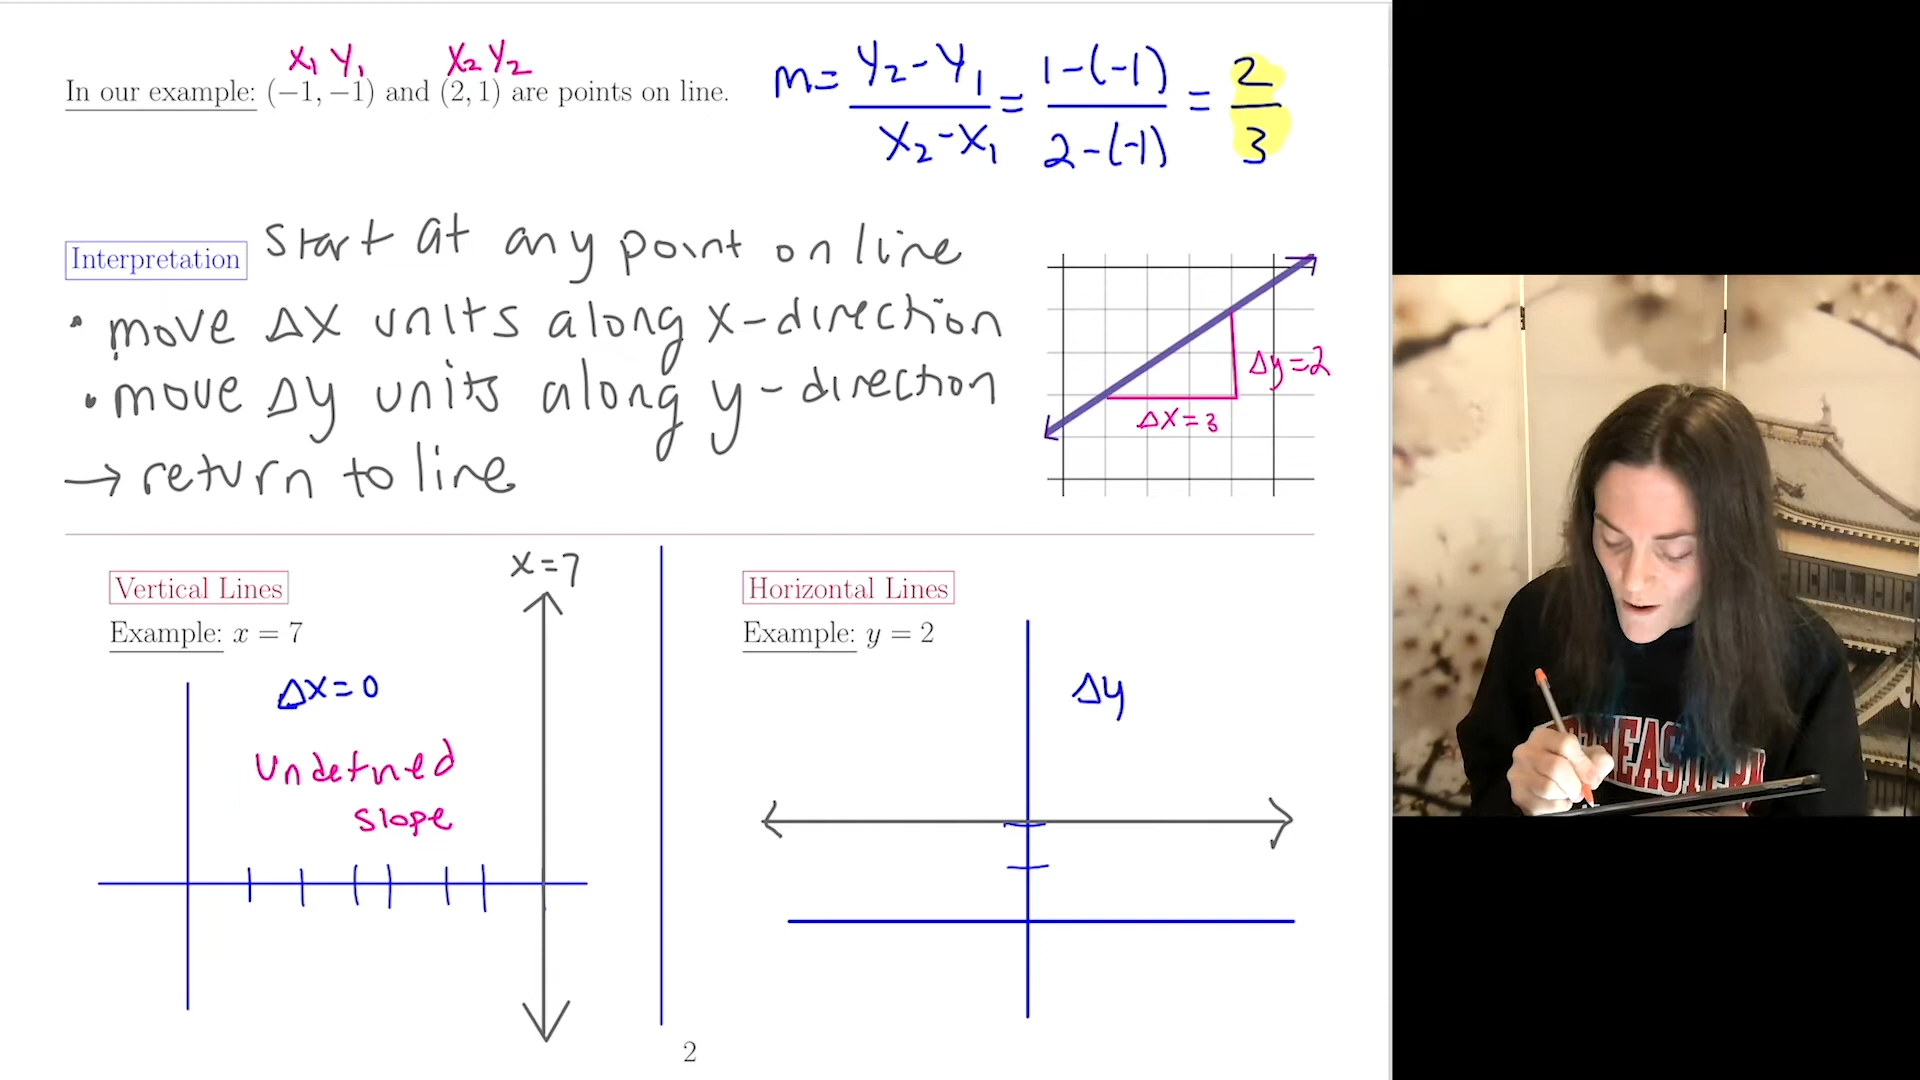 x₁ y₁ x₂ y₂
In our example: (−1, −1) and (2, 1) are points on line.
m = y₂ - y₁ / x₂ - x₁ = 1-(-1) / 2-(-1) = 2/3
Interpretation start at any point on line
• move Δx units along x-direction
• move Δy units along y-direction
→ return to line
Δy=2
Δx=3
Vertical Lines
Example: x = 7
x=7
Δx=0
undefined
slope
Horizontal Lines
Example: y = 2
Δy
2